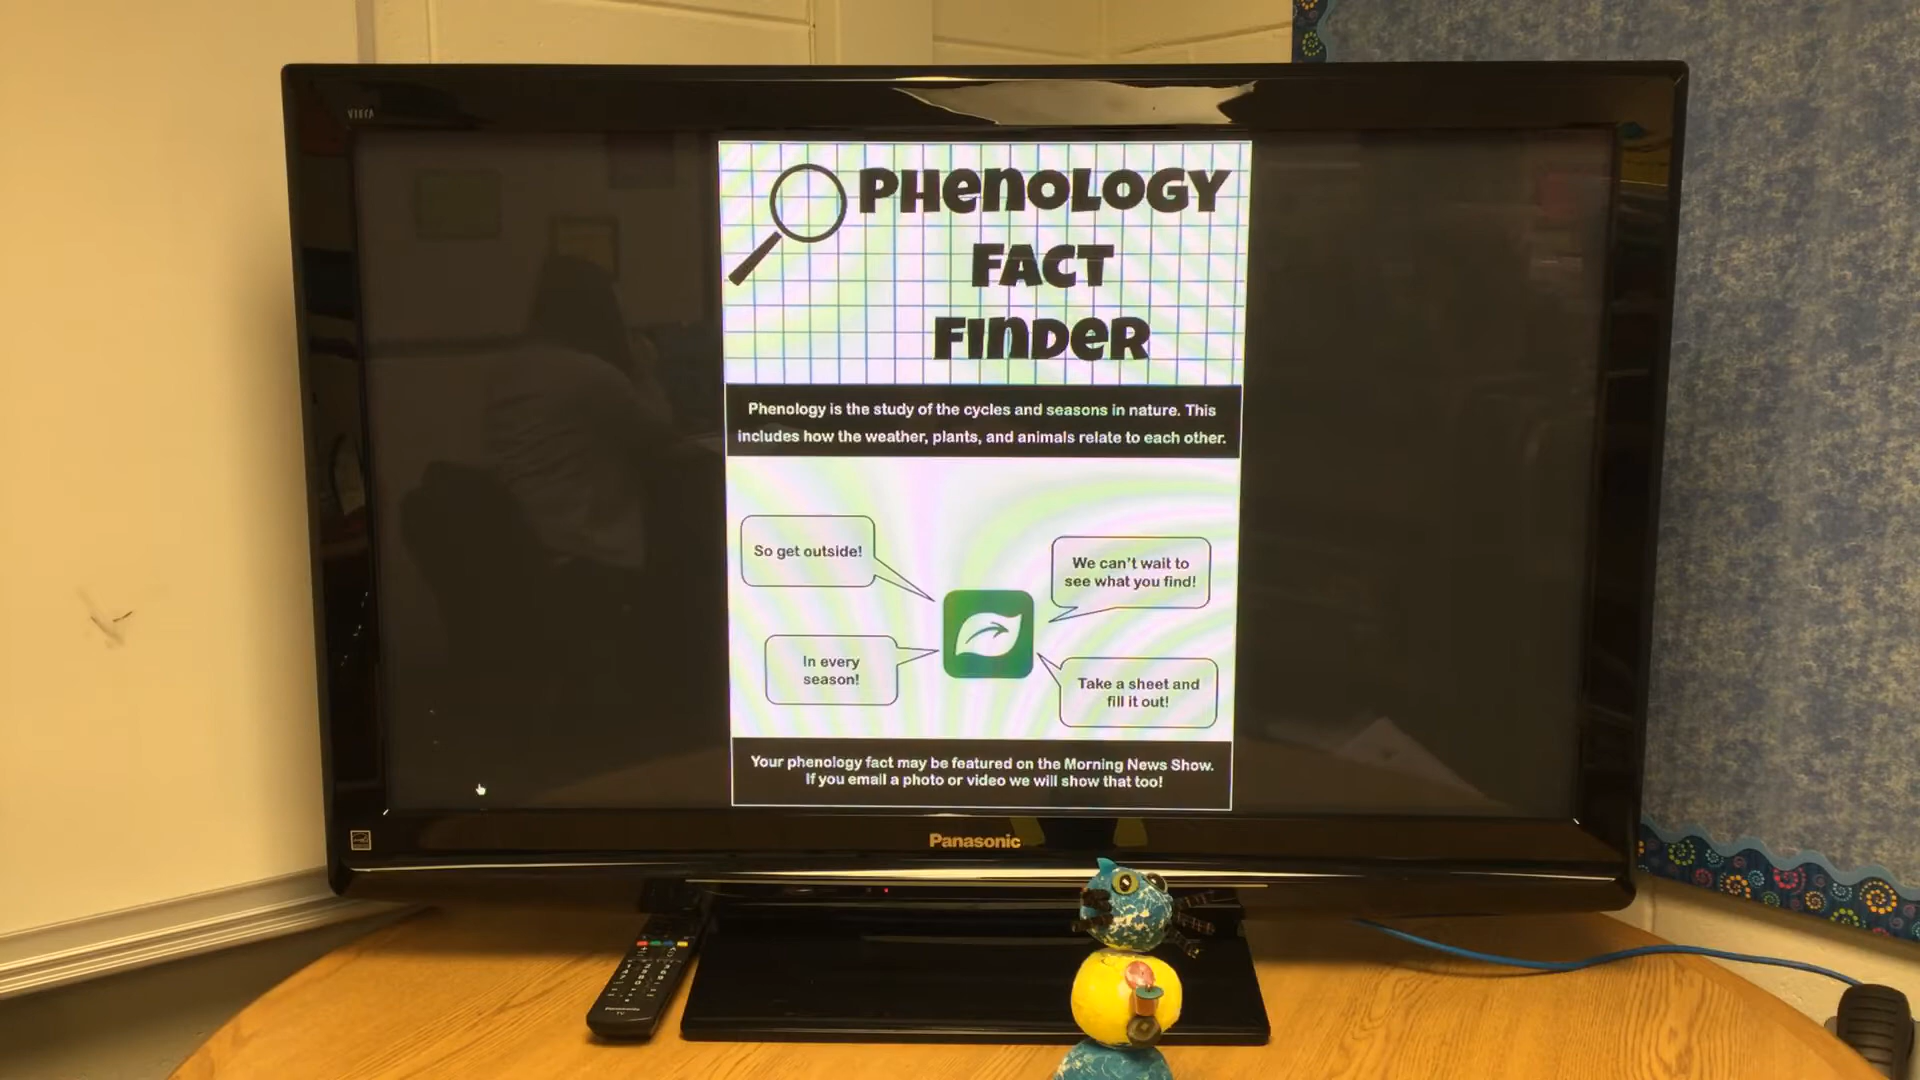 VIERA
PHENOLOGY
FACT
FINDER
Phenology is the study of the cycles and seasons in nature. This
includes how the weather, plants, and animals relate to each other.
So get outside!
We can't wait to
see what you find!
In every
season!
Take a sheet and
fill it out!
Your phenology fact may be featured on the Morning News Show.
If you email a photo or video we will show that too!
Panasonic
Panasonic
TV